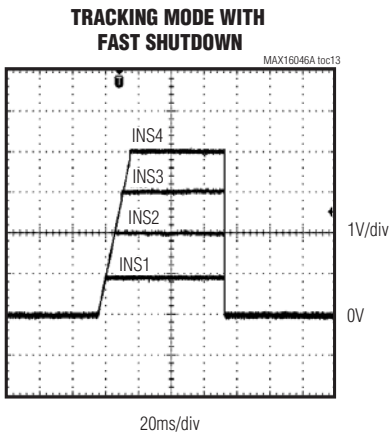 TRACKING MODE WITH
FAST SHUTDOWN
MAX16046A toc13
T
INS4
INS3
INS2
1V/div
INS1
0V
20ms/div